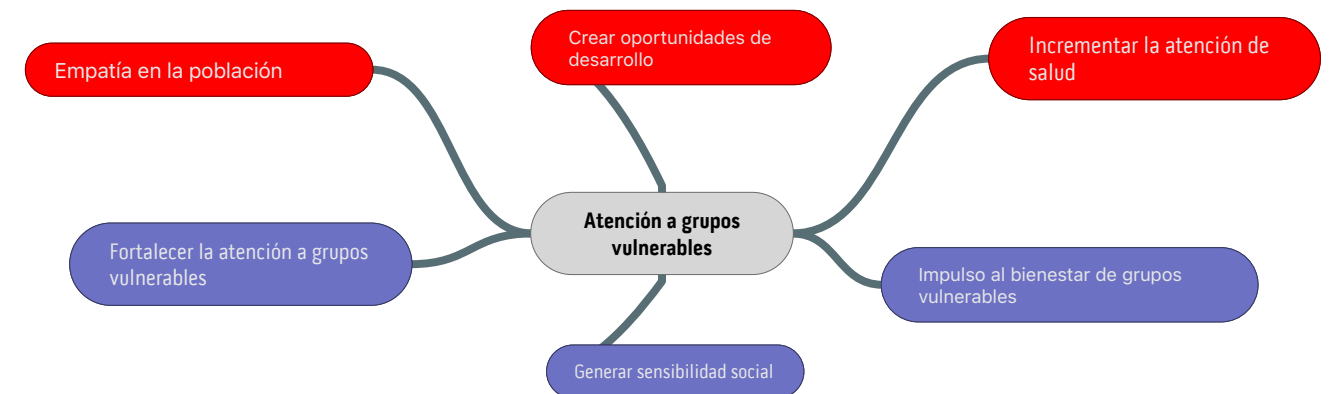 Empatía en la población
Crear oportunidades de
desarrollo
Incrementar la atención de
salud
Atención a grupos
vulnerables
Fortalecer la atención a grupos
vulnerables
Impulso al bienestar de grupos
vulnerables
Generar sensibilidad social